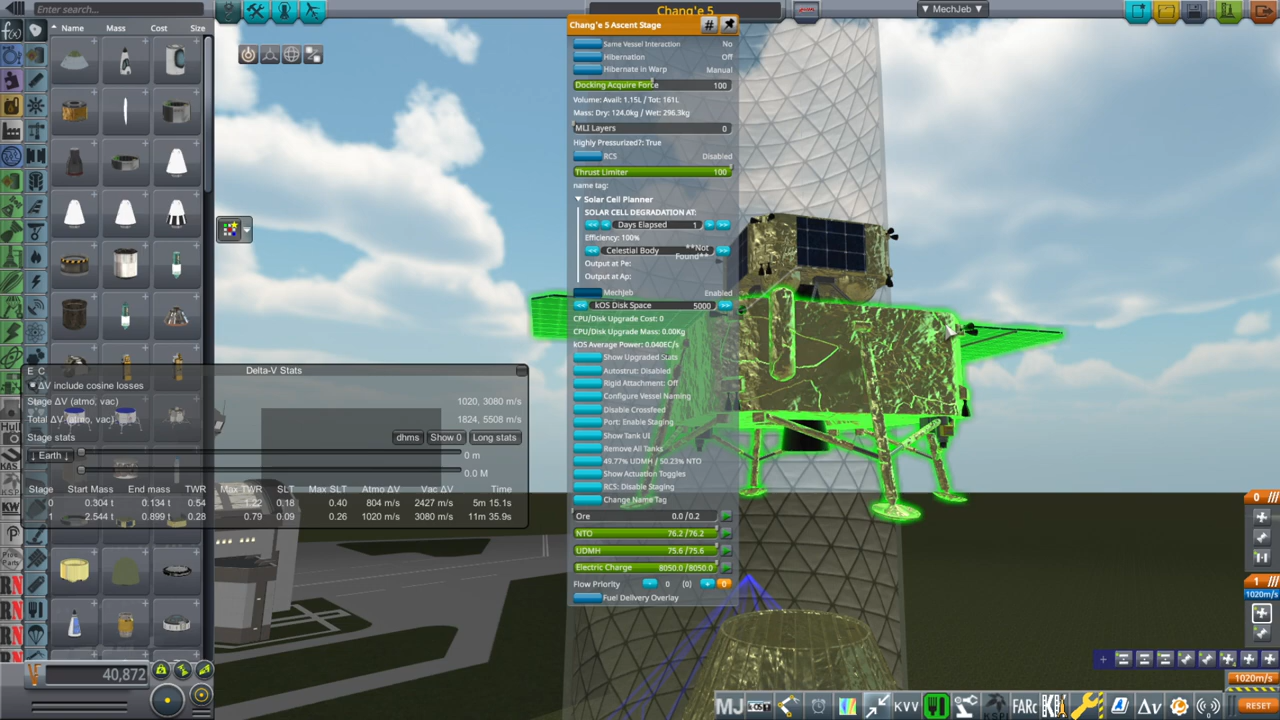 Enter search...
Name Mass Cost Size
Chang'e 5
MechJeb
Chang'e 5 Ascent Stage
#
Same Vessel Interaction No
Hibernation Off
Hibernate in Warp Manual
Docking Acquire Force 100
Volume: Avail: 1.15L / Tot: 161L
Mass: Dry: 124.0kg / Wet: 296.3kg
MLI Layers 0
Highly Pressurized?: True
RCS Disabled
Thrust Limiter 100
name tag:
Solar Cell Planner
SOLAR CELL DEGRADATION AT:
<< < Days Elapsed 1 > >>
Efficiency: 100%
<< Celestial Body **Not Found** >>
Output at Pe:
Output at Ap:
MechJeb Enabled
<< kOS Disk Space 5000 >>
CPU/Disk Upgrade Cost: 0
CPU/Disk Upgrade Mass: 0.00Kg
kOS Average Power: 0.040EC/s
Show Upgraded Stats
Autostrut: Disabled
Rigid Attachment: Off
Configure Vessel Naming
Disable Crossfeed
Port: Enable Staging
Show Tank UI
Remove All Tanks
49.77% UDMH / 50.23% NTO
Show Actuation Toggles
RCS: Disable Staging
Change Name Tag
Ore 0.0 /0.2
NTO 76.2 /76.2
UDMH 75.6 /75.6
Electric Charge 8050.0 /8050.0
Flow Priority - 0 (0) + 0
Fuel Delivery Overlay
E C
Delta-V Stats
ΔV include cosine losses
Stage ΔV (atmo, vac) 1020, 3080 m/s
Total ΔV (atmo, vac) 1824, 5508 m/s
Stage stats dhms Show 0 Long stats
↓ Earth ↓ 0 m
0.0 M
Stage Start Mass End mass TWR Max TWR SLT Max SLT Atmo ΔV Vac ΔV Time
0 0.304 t 0.134 t 0.54 1.22 0.18 0.40 804 m/s 2427 m/s 5m 15.1s
1 2.544 t 0.899 t 0.28 0.79 0.09 0.26 1020 m/s 3080 m/s 11m 35.9s
40,872
0
1
1020m/s
1020m/s
MJ KVV KSPI FARc ΔV RESET